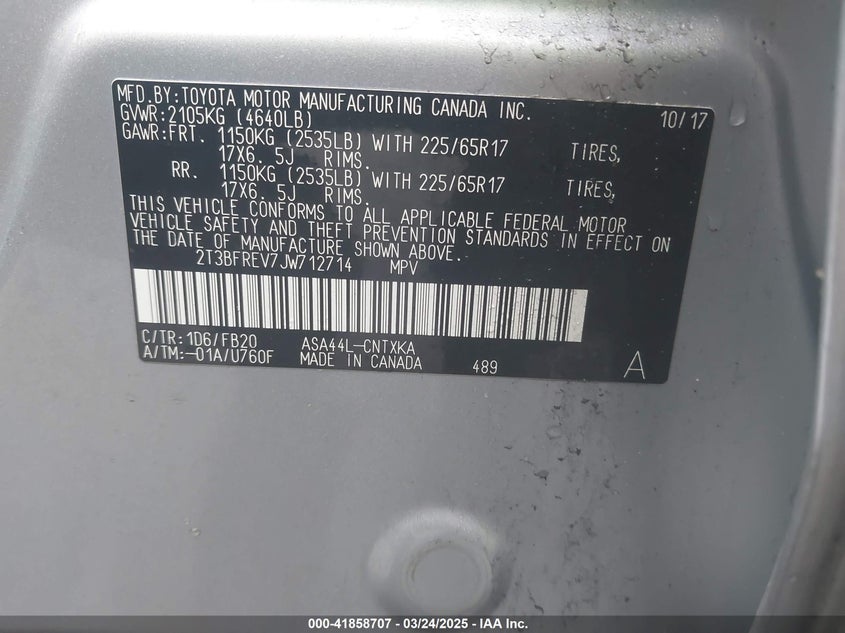 MFD.BY:TOYOTA MOTOR MANUFACTURING CANADA INC. 10/17
GVWR:2105KG (4640LB)
GAWR:FRT. 1150KG (2535LB) WITH 225/65R17 TIRES,
17X6. 5J RIMS.
RR. 1150KG (2535LB) WITH 225/65R17 TIRES,
17X6. 5J RIMS.
THIS VEHICLE CONFORMS TO ALL APPLICABLE FEDERAL MOTOR
VEHICLE SAFETY AND THEFT PREVENTION STANDARDS IN EFFECT ON
THE DATE OF MANUFACTURE SHOWN ABOVE.
2T3BFREV7JW712714 MPV
C/TR:1D6/FB20 ASA44L-CNTXKA
A/TM:-01A/U760F MADE IN CANADA 489 A
000-41858707 - 03/24/2025 - IAA Inc.